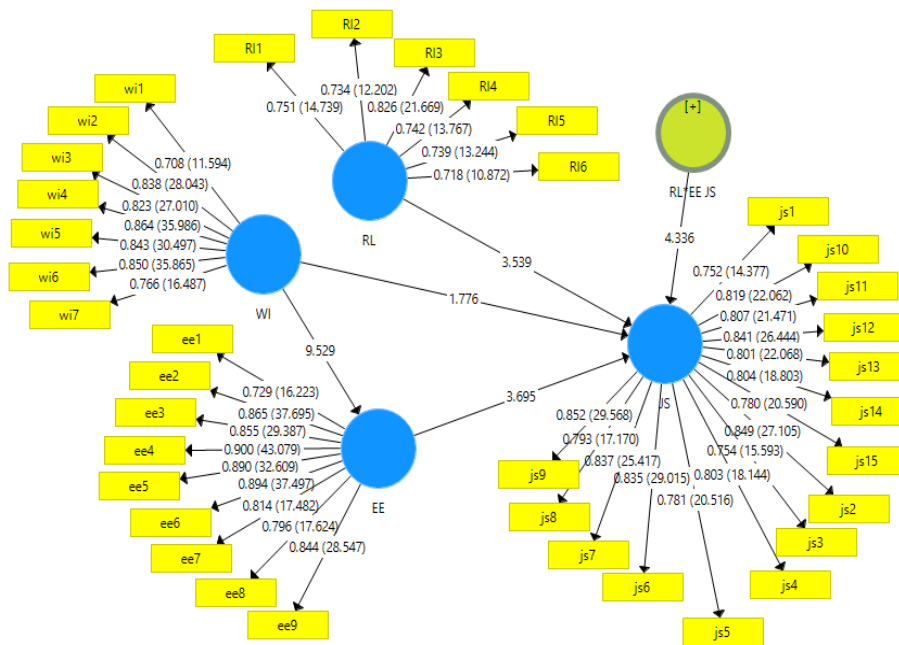 RI1
RI2
RI3
RI4
RI5
RI6
0.751 (14.739)
0.734 (12.202)
0.826 (21.669)
0.742 (13.767)
0.739 (13.244)
0.718 (10.872)
RL
wi1
wi2
wi3
wi4
wi5
wi6
wi7
0.708 (11.594)
0.838 (28.043)
0.823 (27.010)
0.864 (35.986)
0.843 (30.497)
0.850 (35.865)
0.766 (16.487)
WI
[+]
RL*EE JS
4.336
3.539
1.776
9.529
3.695
ee1
ee2
ee3
ee4
ee5
ee6
ee7
ee8
ee9
0.729 (16.223)
0.865 (37.695)
0.855 (29.387)
0.900 (43.079)
0.890 (32.609)
0.894 (37.497)
0.814 (17.482)
0.796 (17.624)
0.844 (28.547)
EE
js1
js10
js11
js12
js13
js14
js15
js2
js3
js4
js5
js6
js7
js8
js9
0.752 (14.377)
0.819 (22.062)
0.807 (21.471)
0.841 (26.444)
0.801 (22.068)
0.804 (18.803)
0.780 (20.590)
0.849 (27.105)
0.754 (15.593)
0.803 (18.144)
0.781 (20.516)
0.835 (29.015)
0.837 (25.417)
0.793 (17.170)
0.852 (29.568)
JS